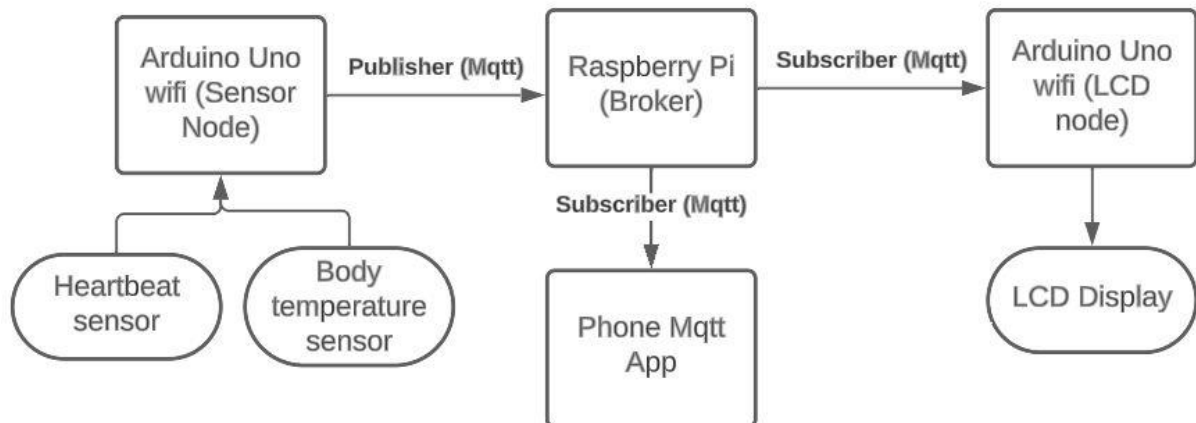 Arduino Uno
wifi (Sensor
Node)
Publisher (Mqtt)
Raspberry Pi
(Broker)
Subscriber (Mqtt)
Arduino Uno
wifi (LCD
node)
Subscriber (Mqtt)
Heartbeat
sensor
Body
temperature
sensor
Phone Mqtt
App
LCD Display